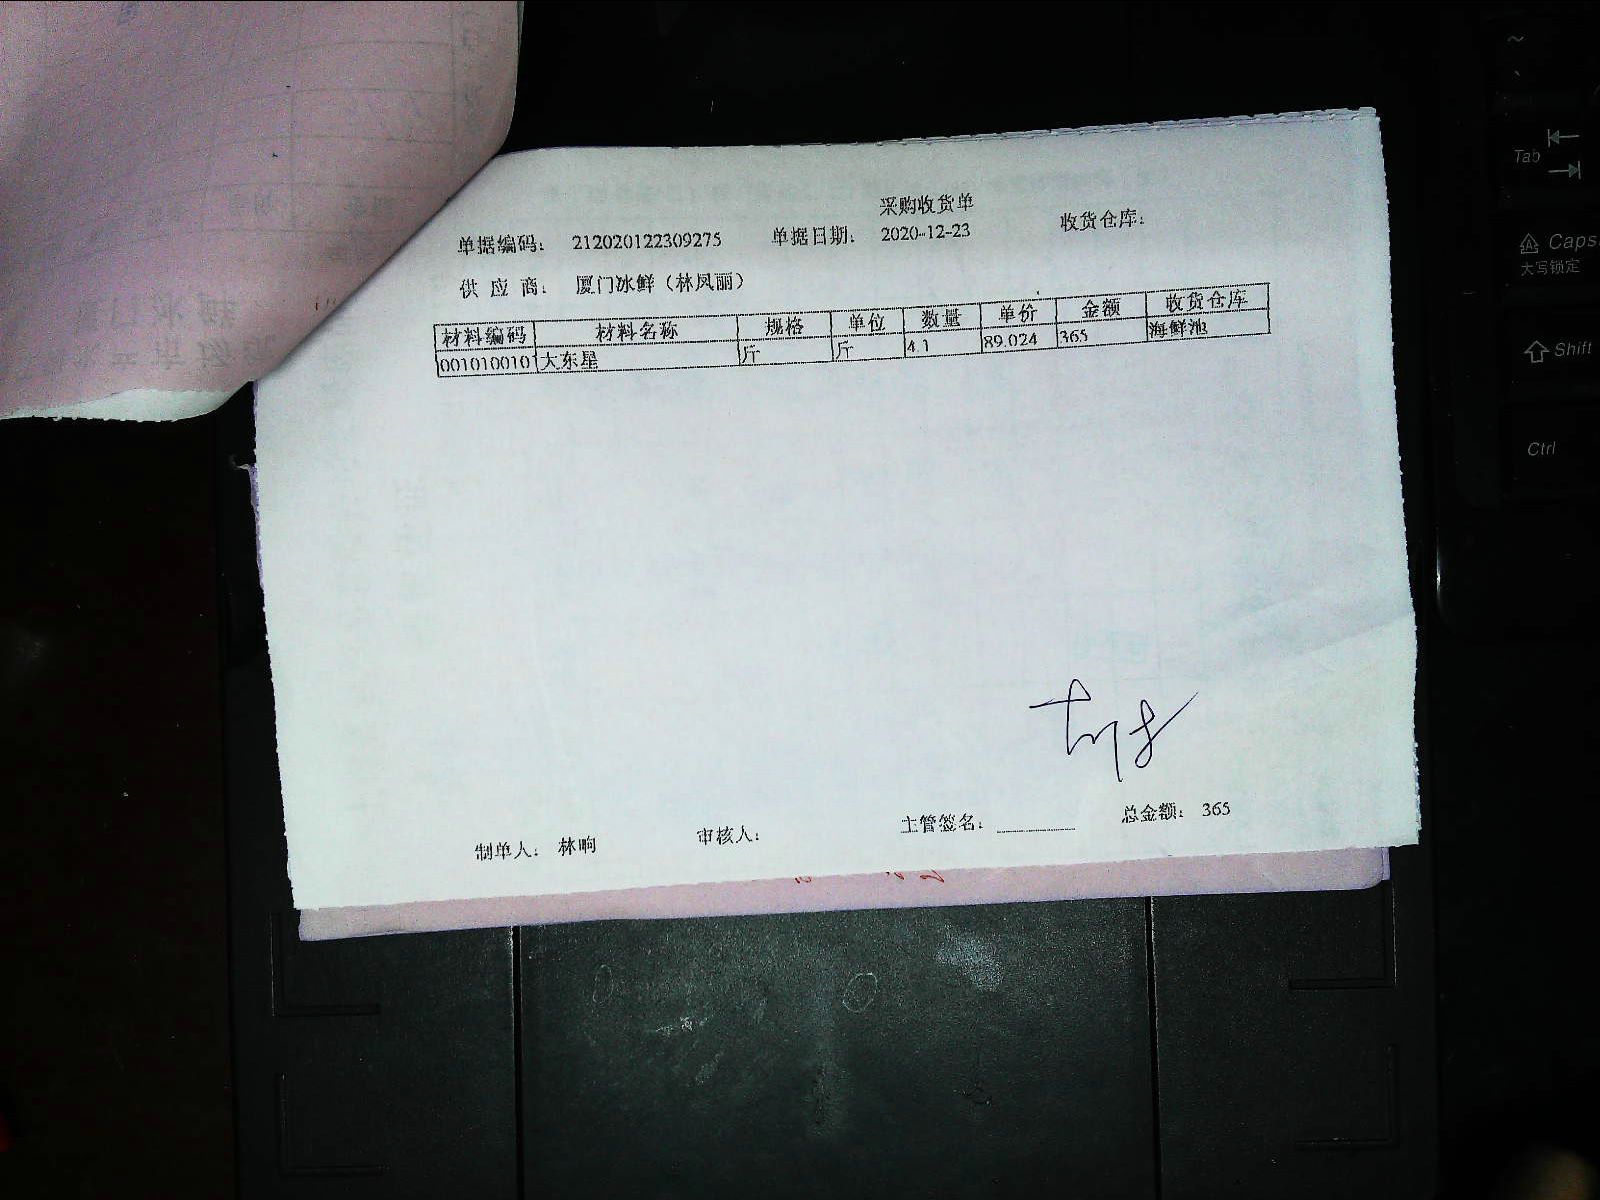 采购收货单
单据编码: 212020122309275 单据日期: 2020-12-23 收货仓库:
供 应 商: 厦门冰鲜（林凤丽）
材料编码 材料名称 规格 单位 数量 单价 金额 收货仓库
001010010 大东星 斤 斤 4.1 89.024 365 海鲜池
制单人: 林响 审核人: 主管签名: 总金额: 365
~
Tab
Caps
大写锁定
Shift
Ctrl